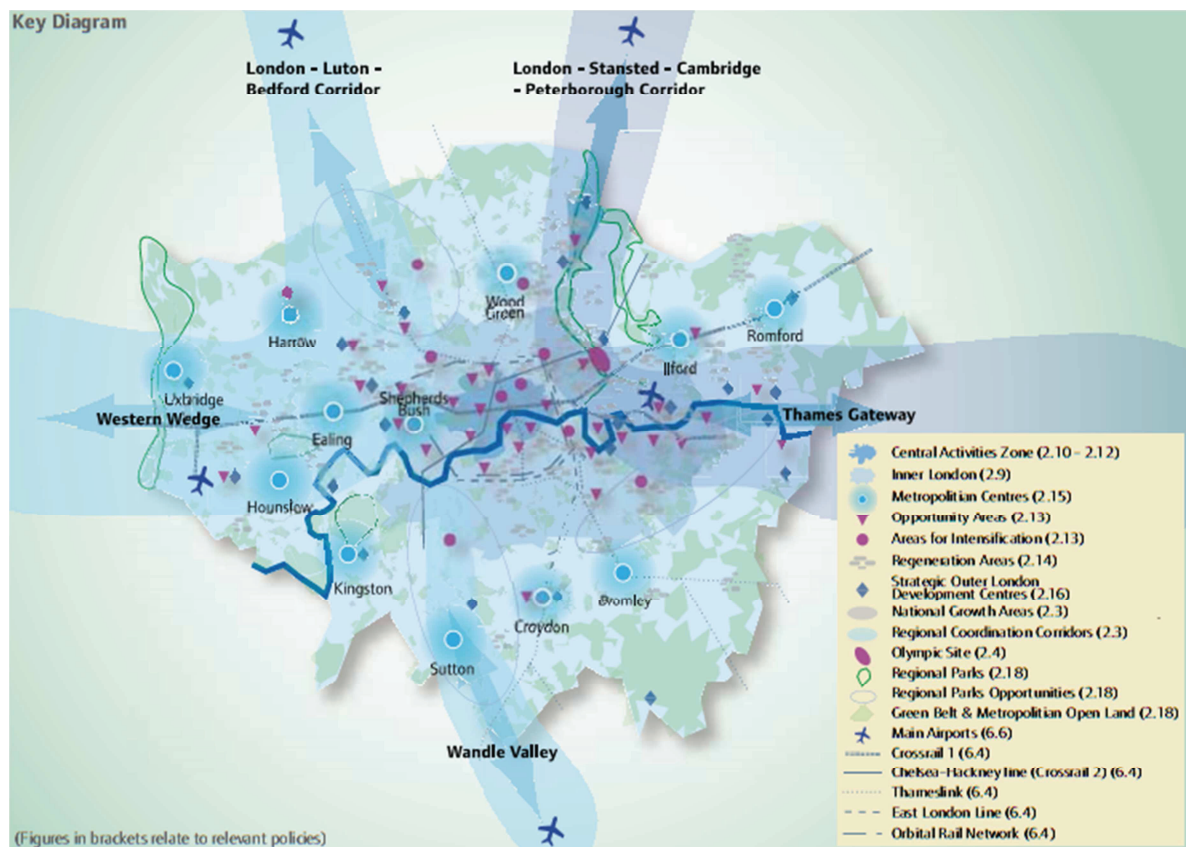 Key Diagram
London - Luton -
Bedford Corridor
London - Stansted - Cambridge
- Peterborough Corridor
Wood
Green
Harrow
Romford
Ilford
Uxbridge
Shepherds
Bush
Western Wedge
Thames Gateway
Ealing
Hounslow
Kingston
Bromley
Croydon
Sutton
Wandle Valley
Central Activities Zone (2.10 - 2.12)
Inner London (2.9)
Metropolitian Centres (2.15)
Opportunity Areas (2.13)
Areas for Intensification (2.13)
Regeneration Areas (2.14)
Strategic Outer London
Development Centres (2.16)
National Growth Areas (2.3)
Regional Coordination Corridors (2.3)
Olympic Site (2.4)
Regional Parks (2.18)
Regional Parks Opportunities (2.18)
Green Belt & Metropolitan Open Land (2.18)
Main Airports (6.6)
Crossrail 1 (6.4)
Chelsea-Hackney line (Crossrail 2) (6.4)
Thameslink (6.4)
East London Line (6.4)
Orbital Rail Network (6.4)
(Figures in brackets relate to relevant policies)